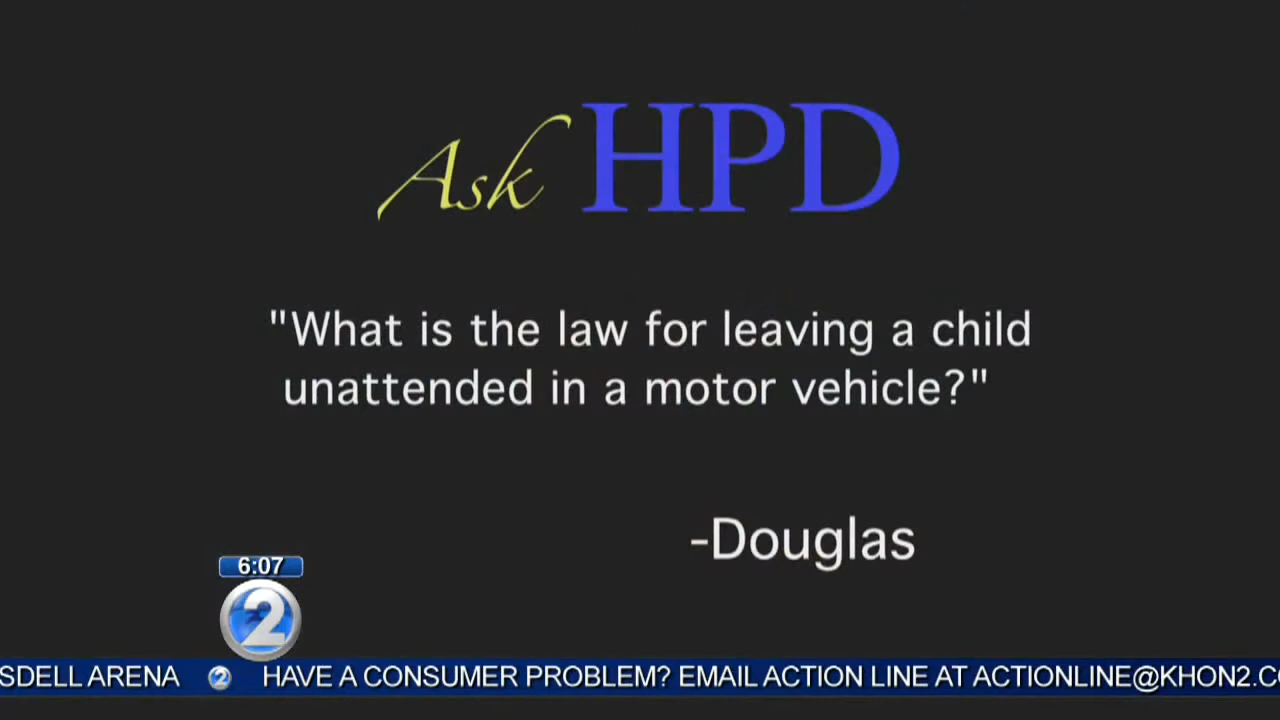 Ask HPD
"What is the law for leaving a child
unattended in a motor vehicle?"
-Douglas
6:07
2
SDELL ARENA 2 HAVE A CONSUMER PROBLEM? EMAIL ACTION LINE AT ACTIONLINE@KHON2.C